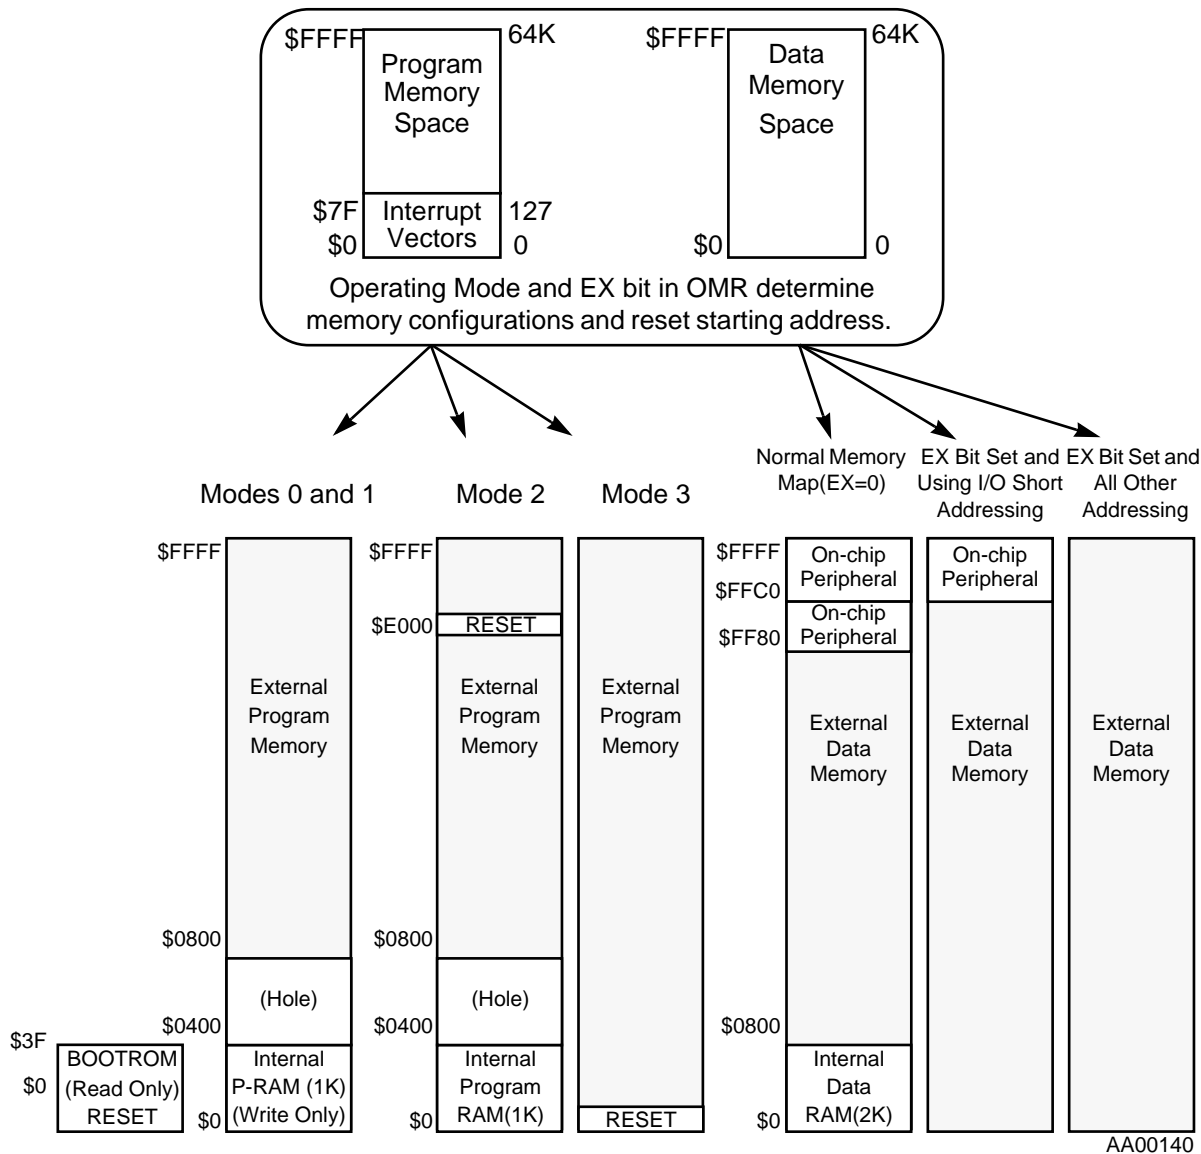 $FFFF
64K
Program
Memory
Space
$7F
Interrupt
127
$0
Vectors
0
$FFFF
64K
Data
Memory
Space
$0
0
Operating Mode and EX bit in OMR determine
memory configurations and reset starting address.
Modes 0 and 1
Mode 2
Mode 3
Normal Memory
Map(EX=0)
EX Bit Set and
Using I/O Short
Addressing
EX Bit Set and
All Other
Addressing
$3F
$0
BOOTROM
(Read Only)
RESET
$FFFF
External
Program
Memory
$0800
(Hole)
$0400
Internal
P-RAM (1K)
(Write Only)
$0
$FFFF
$E000
RESET
External
Program
Memory
$0800
(Hole)
$0400
Internal
Program
RAM(1K)
$0
External
Program
Memory
RESET
$FFFF
On-chip
Peripheral
$FFC0
On-chip
Peripheral
$FF80
External
Data
Memory
$0800
Internal
Data
RAM(2K)
$0
On-chip
Peripheral
External
Data
Memory
External
Data
Memory
AA00140